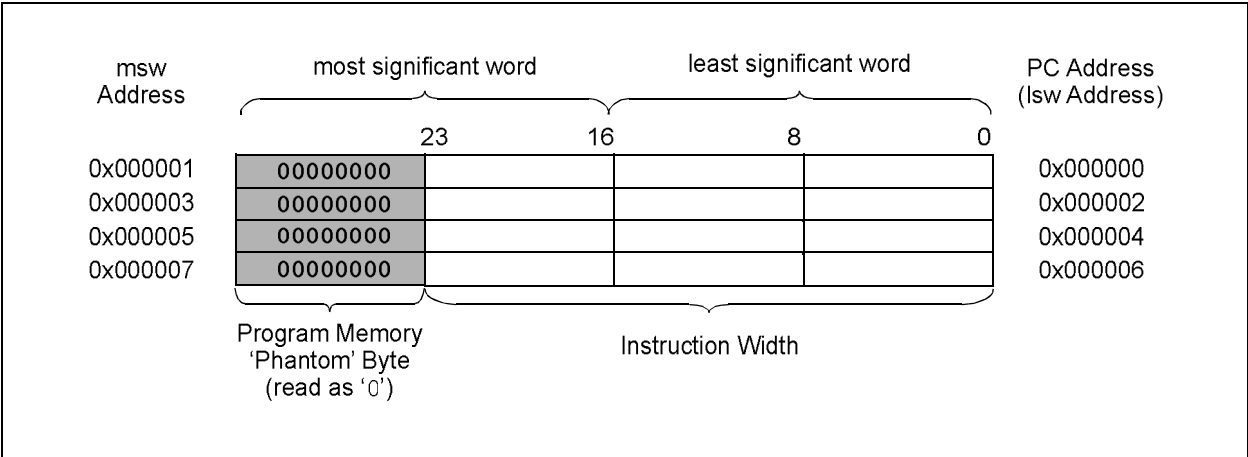 msw
Address
most significant word
least significant word
PC Address
(lsw Address)
23 16 8 0
0x000001 00000000 0x000000
0x000003 00000000 0x000002
0x000005 00000000 0x000004
0x000007 00000000 0x000006
Program Memory
‘Phantom’ Byte
(read as ‘0’)
Instruction Width